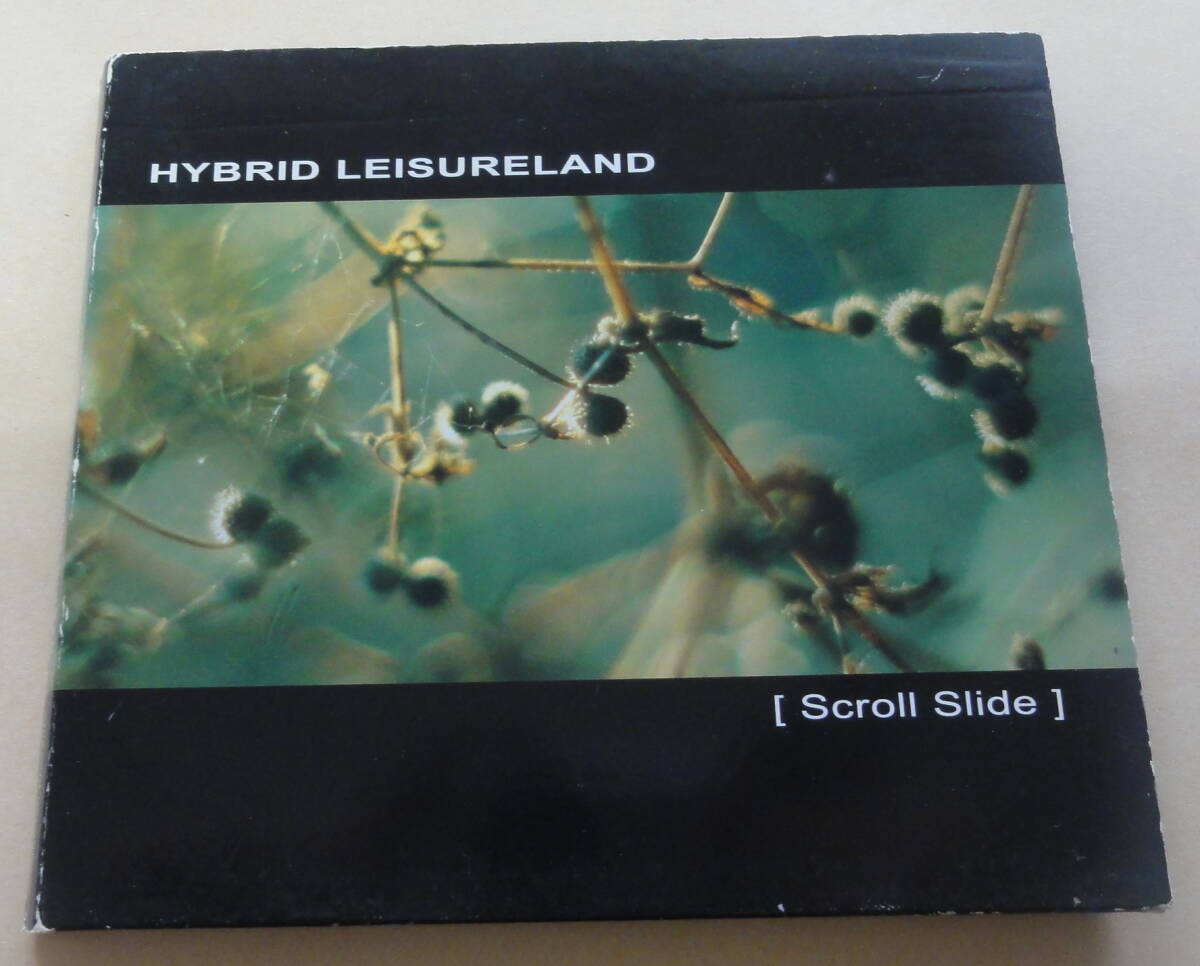 HYBRID LEISURELAND
[ Scroll Slide ]